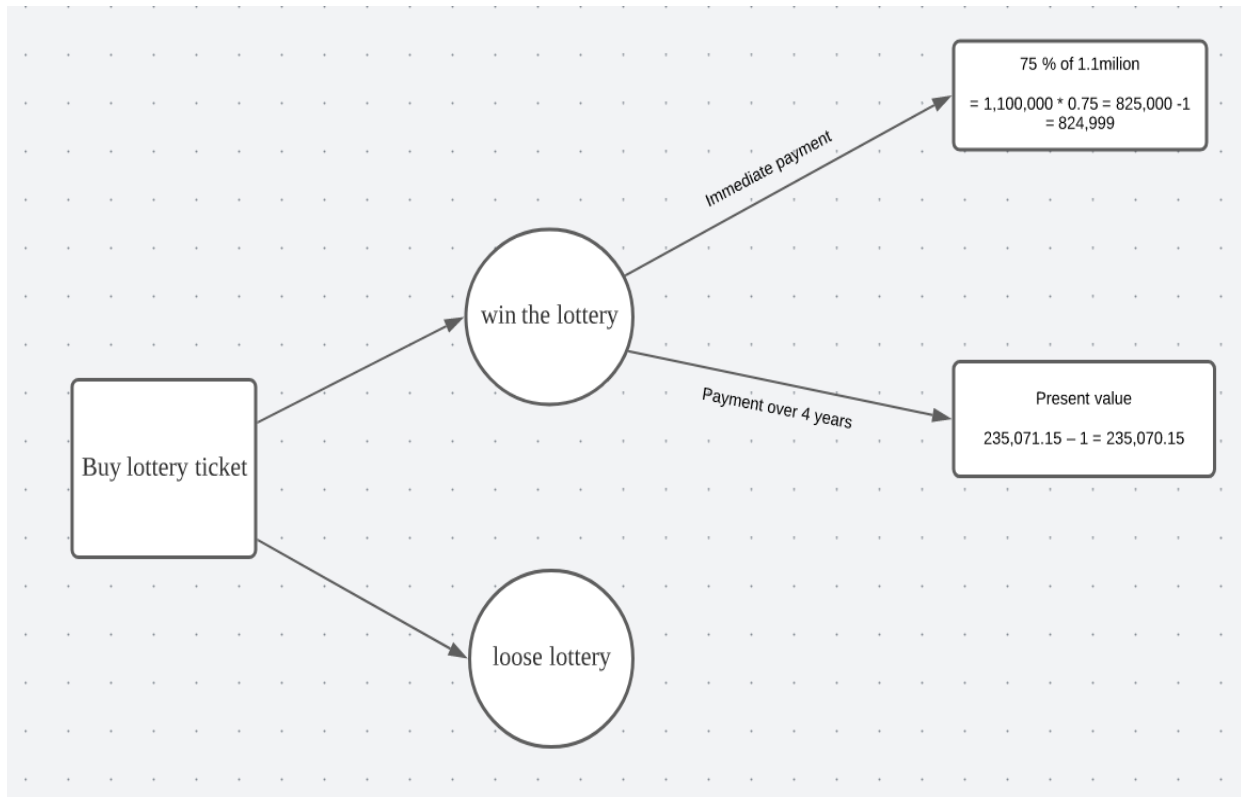 75 % of 1.1milion
= 1,100,000 * 0.75 = 825,000 -1
= 824,999
Immediate payment
win the lottery
Payment over 4 years
Present value
235,071.15 – 1 = 235,070.15
Buy lottery ticket
loose lottery